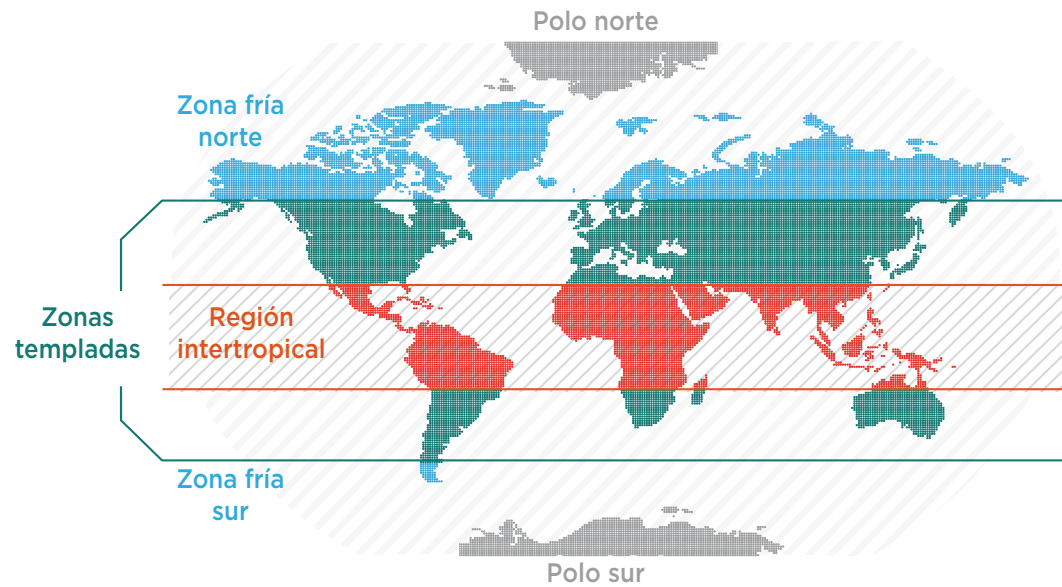 Polo norte
Zona fría
norte
Zonas
templadas
Región
intertropical
Zona fría
sur
Polo sur